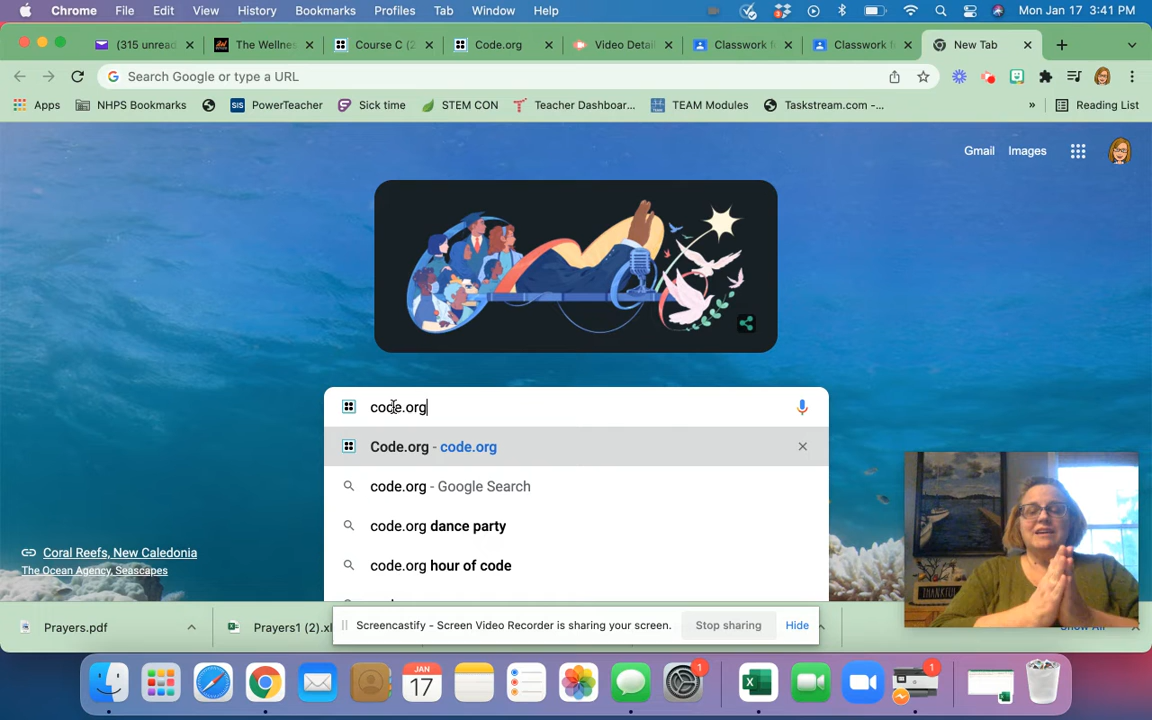 Chrome File Edit View History Bookmarks Profiles Tab Window Help Mon Jan 17 3:41 PM
(315 unread The Wellnes Course C (2 Code.org Video Detail Classwork f Classwork f New Tab
Search Google or type a URL
Apps NHPS Bookmarks SIS PowerTeacher Sick time STEM CON Teacher Dashboar... TEAM Modules Taskstream.com -... » Reading List
Gmail Images
code.org
Code.org - code.org
code.org - Google Search
code.org dance party
code.org hour of code
Coral Reefs, New Caledonia
The Ocean Agency, Seascapes
Prayers.pdf Prayers1 (2).xl Screencastify - Screen Video Recorder is sharing your screen. Stop sharing Hide
JAN
17
1
1